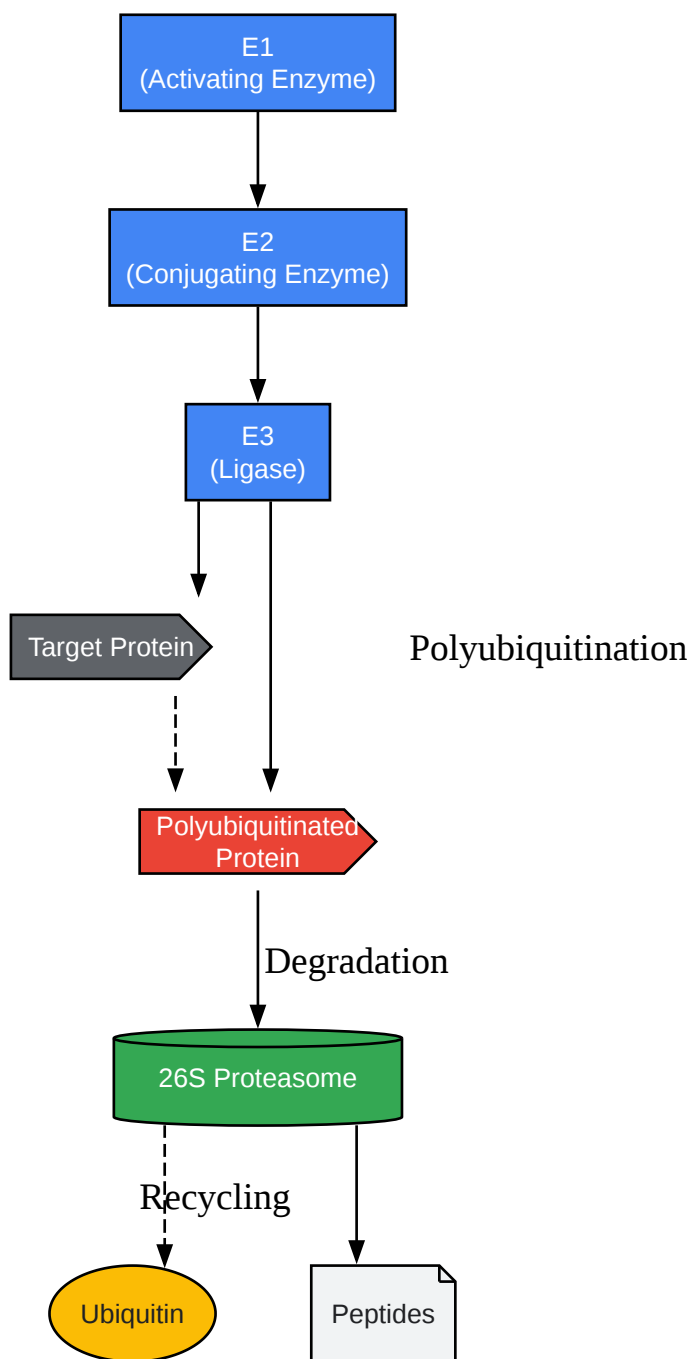 E1
(Activating Enzyme)
E2
(Conjugating Enzyme)
E3
(Ligase)
Target Protein
Polyubiquitination
Polyubiquitinated
Protein
Degradation
26S Proteasome
Recycling
Ubiquitin
Peptides